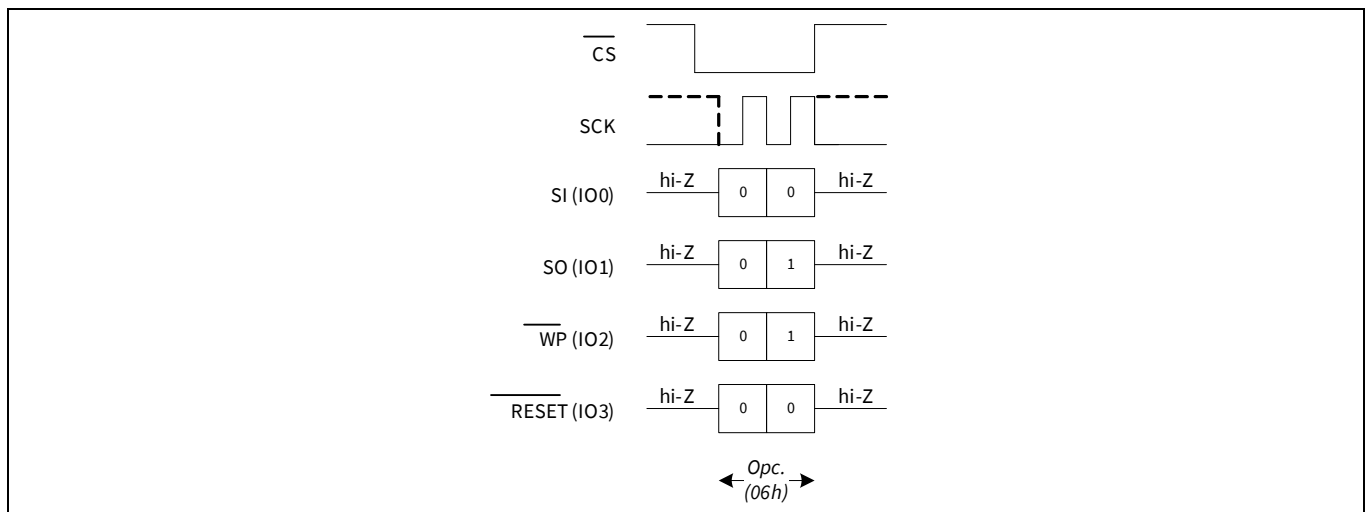 CS
SCK
SI (IO0) hi-Z 0 0 hi-Z
SO (IO1) hi-Z 0 1 hi-Z
WP (IO2) hi-Z 0 1 hi-Z
RESET (IO3) hi-Z 0 0 hi-Z
Opc.
(06h)